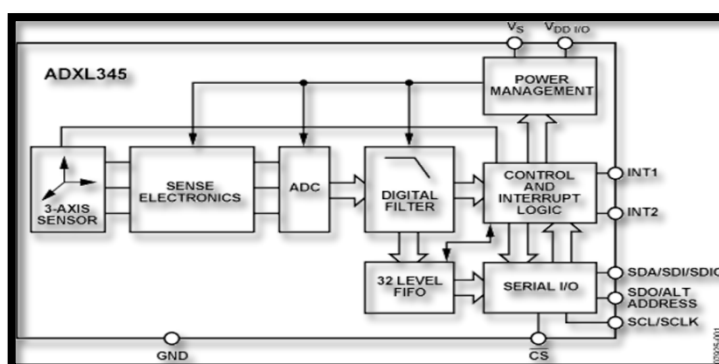 VS
VDD I/O
ADXL345
POWER
MANAGEMENT
3-AXIS
SENSOR
SENSE
ELECTRONICS
ADC
DIGITAL
FILTER
CONTROL
AND
INTERRUPT
LOGIC
INT1
INT2
32 LEVEL
FIFO
SERIAL I/O
SDA/SDI/SDIO
SDO/ALT
ADDRESS
SCL/SCLK
GND
CS